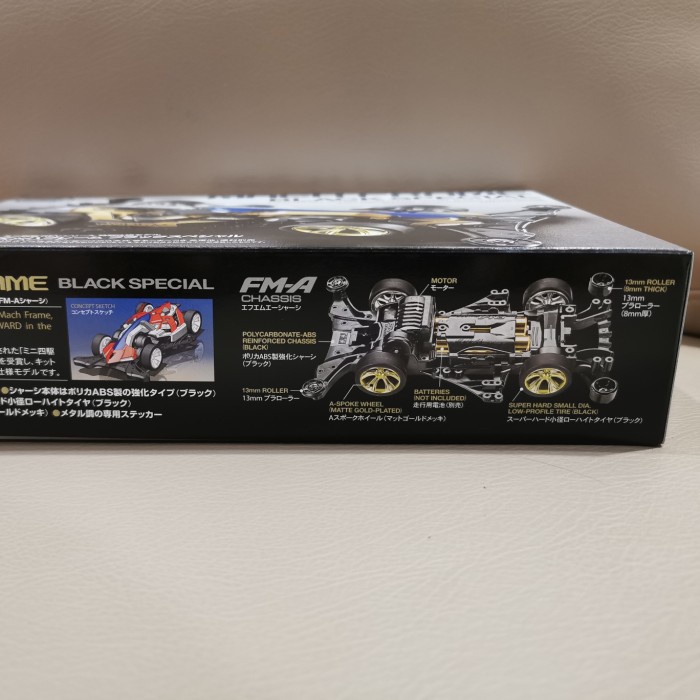 ME BLACK SPECIAL
FM-Aシャーシ)
Mach Frame,
WARD in the
された「ミニ四駆
を受賞し、キット
仕様モデルです。
CONCEPT SKETCH
コンセプトスケッチ
●シャーシ本体はポリカABS製の強化タイプ(ブラック)
ド小径ローハイトタイヤ(ブラック)
ールドメッキ) ●メタル調の専用ステッカー
FM-A
CHASSIS
エフエムエーシャーシ
MOTOR
モーター
13mm ROLLER
(8mm THICK)
13mm
プラローラー
(8mm厚)
POLYCARBONATE-ABS
REINFORCED CHASSIS
(BLACK)
ポリカABS製強化シャーシ
(ブラック)
13mm ROLLER
13mm プラローラー
A-SPOKE WHEEL
(MATTE GOLD-PLATED)
Aスポークホイール(マットゴールドメッキ)
BATTERIES
(NOT INCLUDED)
走行用電池(別売)
SUPER HARD SMALL DIA.
LOW-PROFILE TIRE (BLACK)
スーパーハード小径ローハイトタイヤ(ブラック)